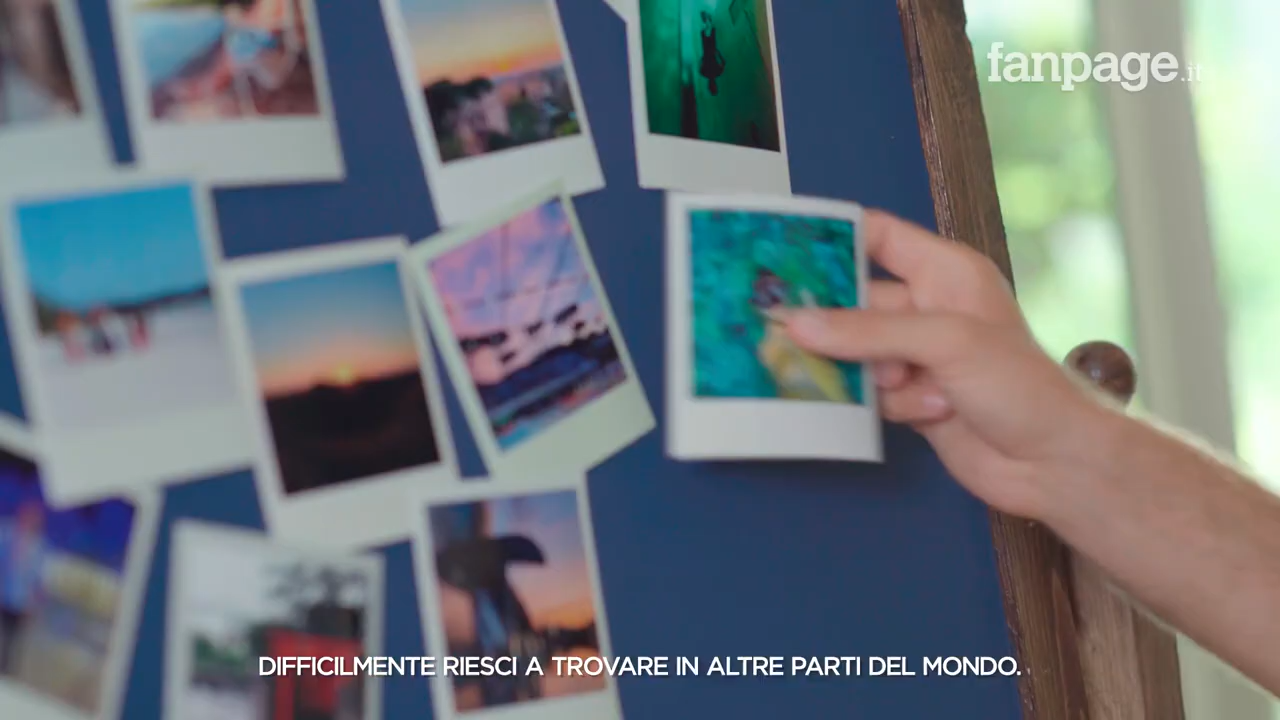 fanpage.it
DIFFICILMENTE RIESCI A TROVARE IN ALTRE PARTI DEL MONDO.